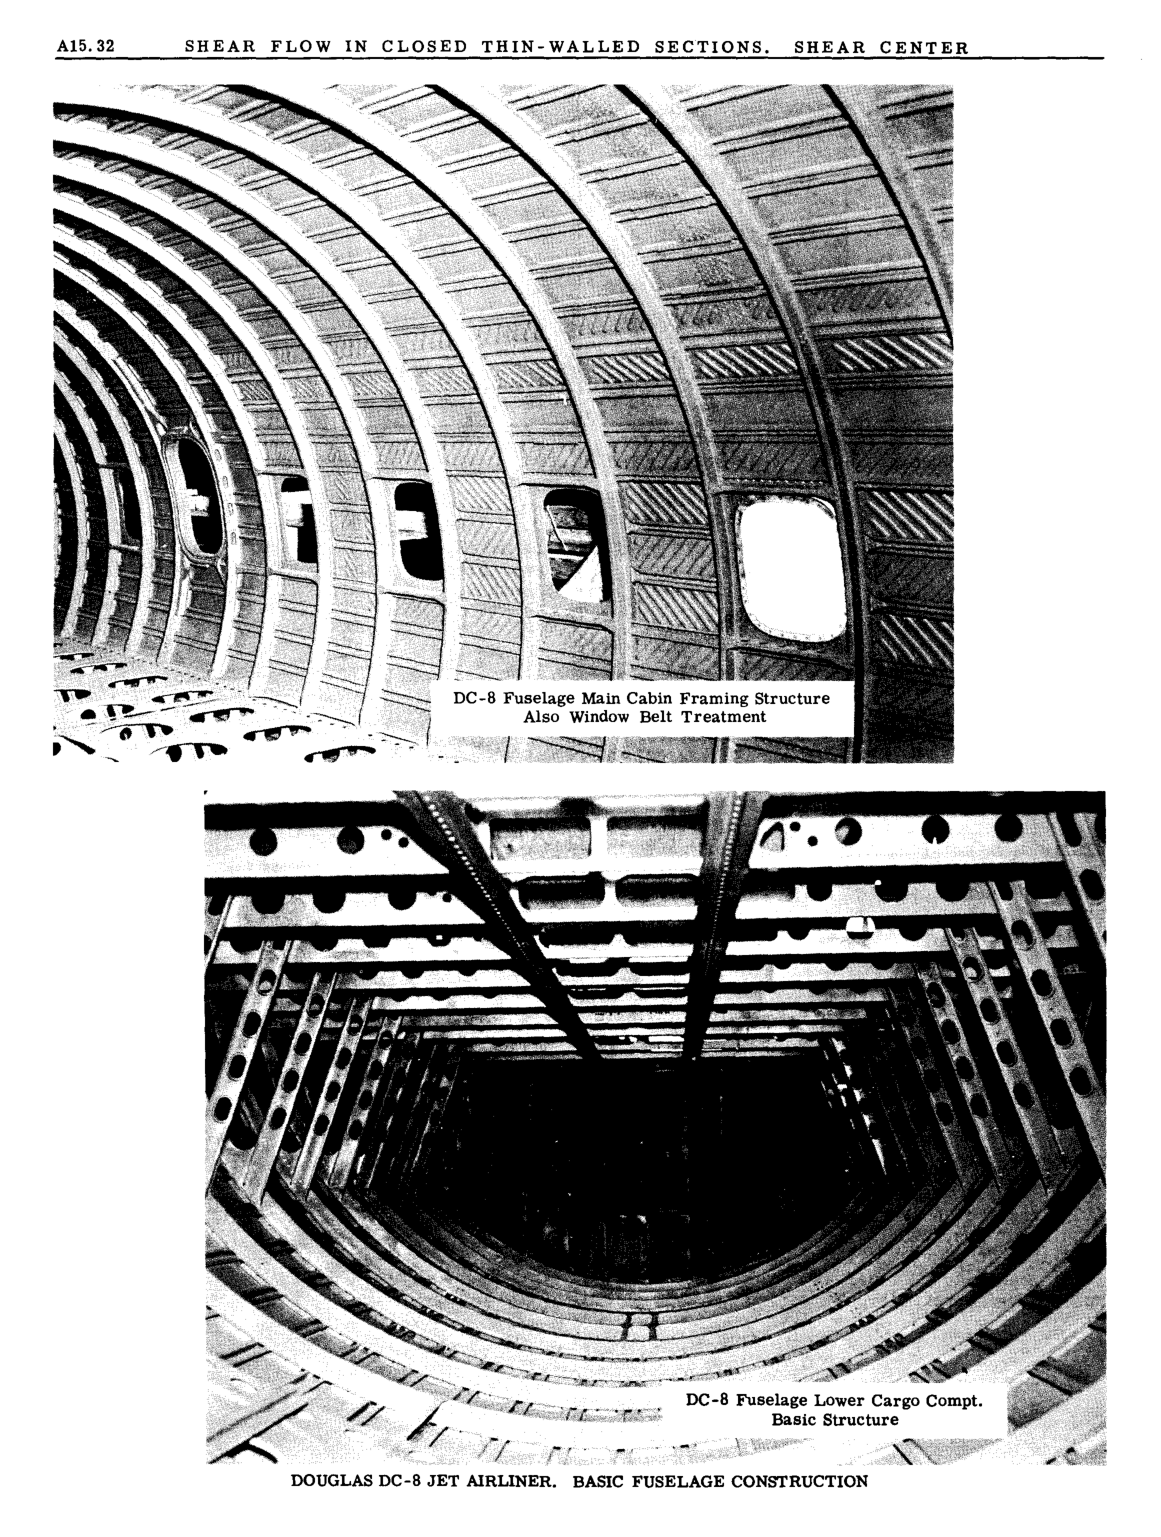 A15.32 SHEAR FLOW IN CLOSED THIN-WALLED SECTIONS. SHEAR CENTER
DC-8 Fuselage Main Cabin Framing Structure
Also Window Belt Treatment
DC-8 Fuselage Lower Cargo Compt.
Basic Structure
DOUGLAS DC-8 JET AIRLINER. BASIC FUSELAGE CONSTRUCTION